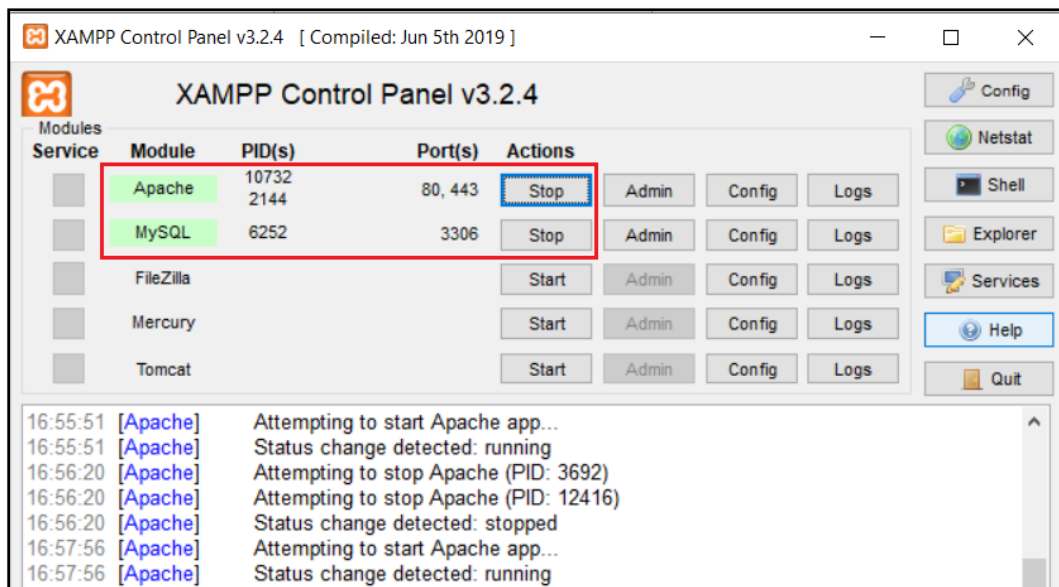 XAMPP Control Panel v3.2.4 [ Compiled: Jun 5th 2019 ]
XAMPP Control Panel v3.2.4
Config
Modules
Service Module PID(s) Port(s) Actions
Netstat
Apache 10732 2144 80, 443 Stop Admin Config Logs
Shell
MySQL 6252 3306 Stop Admin Config Logs
Explorer
FileZilla Start Admin Config Logs
Services
Mercury Start Admin Config Logs
Help
Tomcat Start Admin Config Logs
Quit
16:55:51 [Apache] Attempting to start Apache app...
16:55:51 [Apache] Status change detected: running
16:56:20 [Apache] Attempting to stop Apache (PID: 3692)
16:56:20 [Apache] Attempting to stop Apache (PID: 12416)
16:56:20 [Apache] Status change detected: stopped
16:57:56 [Apache] Attempting to start Apache app...
16:57:56 [Apache] Status change detected: running